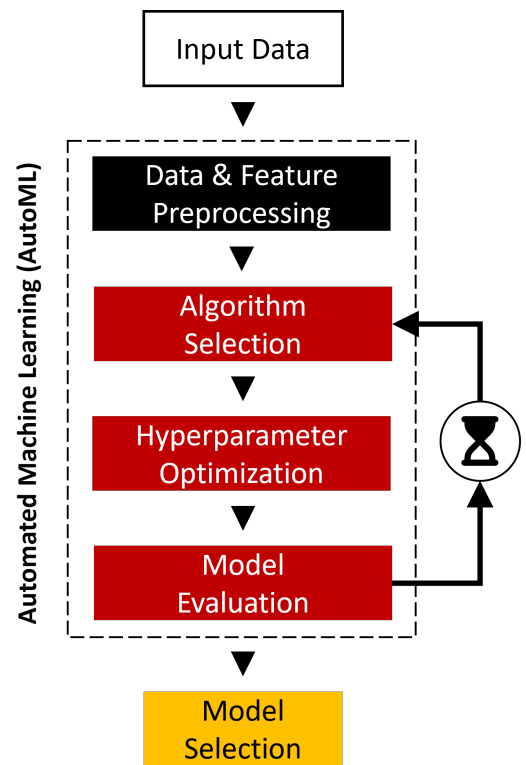 Input Data
Automated Machine Learning (AutoML)
Data & Feature
Preprocessing
Algorithm
Selection
Hyperparameter
Optimization
Model
Evaluation
Model
Selection